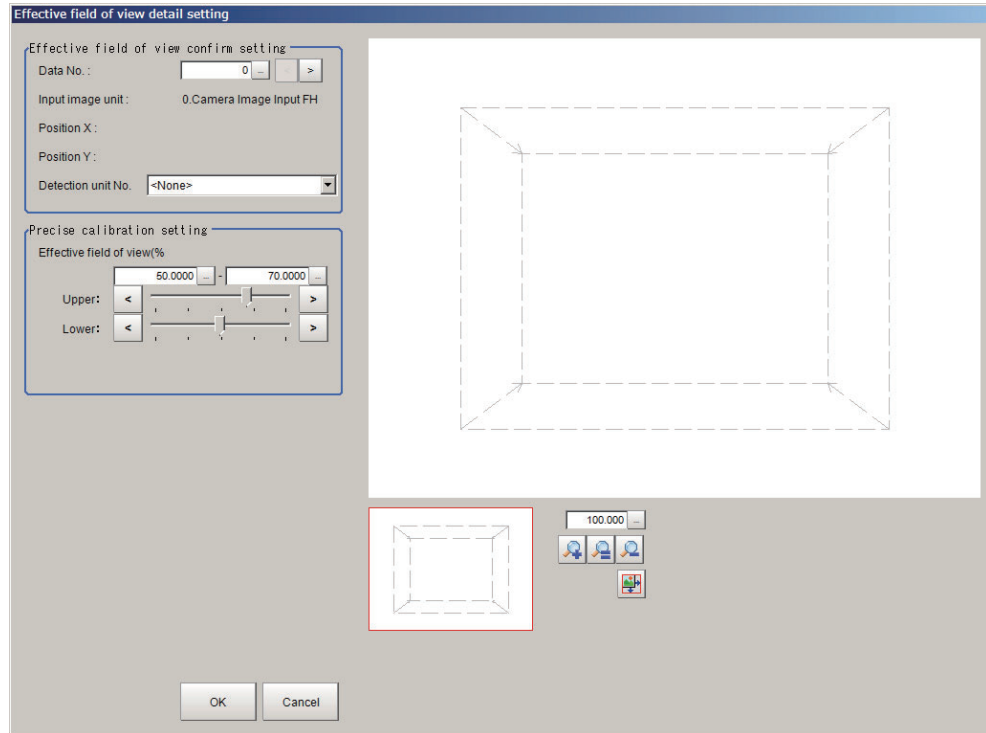 Effective field of view detail setting
Effective field of view confirm setting
Data No. : 0 ... < >
Input image unit : 0.Camera Image Input FH
Position X :
Position Y :
Detection unit No. <None>
Precise calibration setting
Effective field of view(%
50.0000 ... - 70.0000 ...
Upper: < >
Lower: < >
100.000 ...
OK Cancel